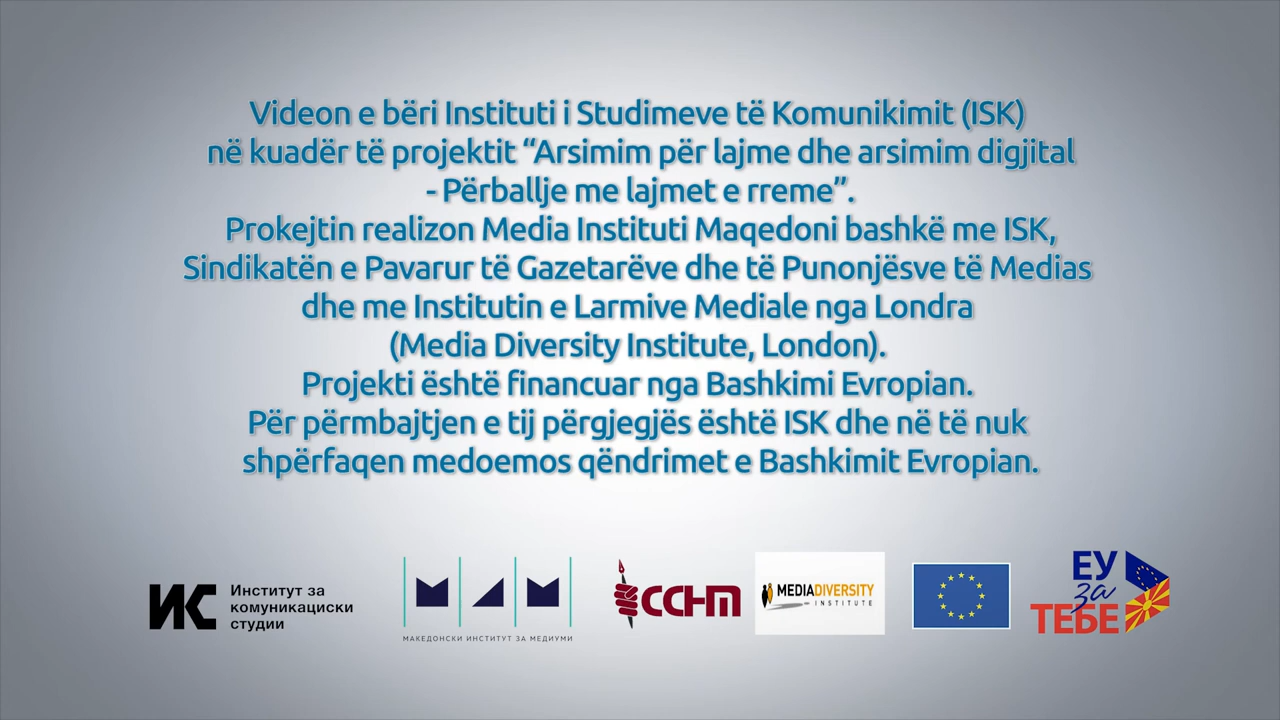 Videon e bëri Instituti i Studimeve të Komunikimit (ISK)
në kuadër të projektit “Arsimim për lajme dhe arsimim digjital
- Përballje me lajmet e rreme”.
Prokejtin realizon Media Instituti Maqedoni bashkë me ISK,
Sindikatën e Pavarur të Gazetarëve dhe të Punonjësve të Medias
dhe me Institutin e Larmive Mediale nga Londra
(Media Diversity Institute, London).
Projekti është financuar nga Bashkimi Evropian.
Për përmbajtjen e tij përgjegjës është ISK dhe në të nuk
shpërfaqen medoemos qëndrimet e Bashkimit Evropian.
ИКС
Институт за
комуникациски
студии
МИМ
МАКЕДОНСКИ ИНСТИТУТ ЗА МЕДИУМИ
ССНМ
MEDIADIVERSITY
INSTITUTE
ЕУ
за
ТЕБЕ